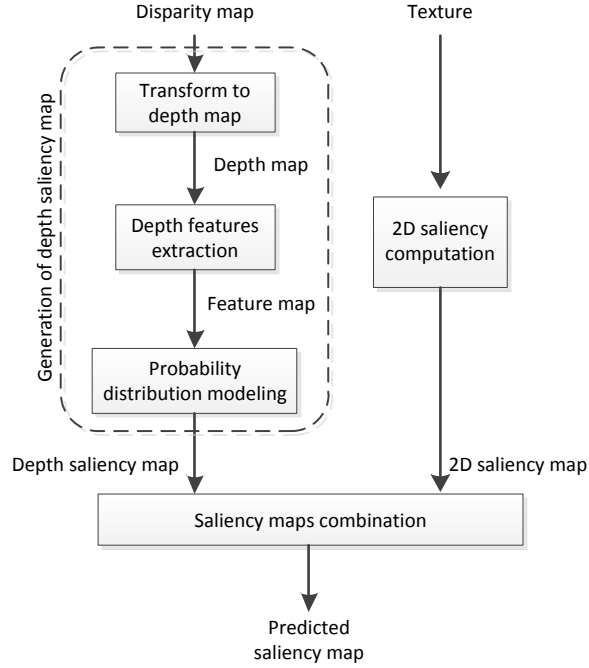 Disparity map
Texture
Transform to
depth map
Depth map
Generation of depth saliency map
Depth features
extraction
2D saliency
computation
Feature map
Probability
distribution modeling
Depth saliency map
2D saliency map
Saliency maps combination
Predicted
saliency map